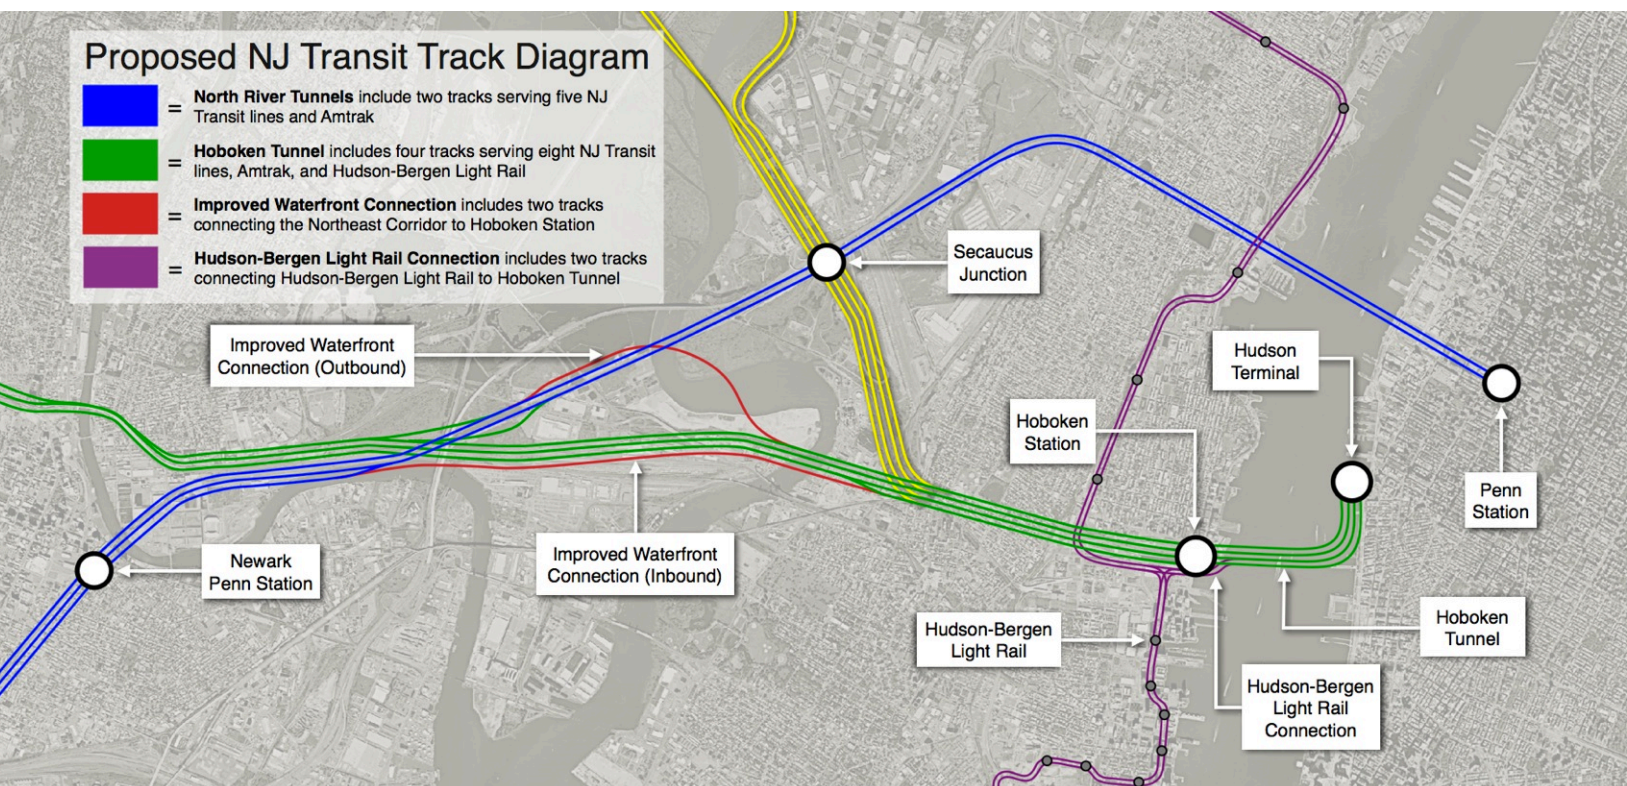 Proposed NJ Transit Track Diagram
= North River Tunnels include two tracks serving five NJ
Transit lines and Amtrak
= Hoboken Tunnel includes four tracks serving eight NJ Transit
lines, Amtrak, and Hudson-Bergen Light Rail
= Improved Waterfront Connection includes two tracks
connecting the Northeast Corridor to Hoboken Station
= Hudson-Bergen Light Rail Connection includes two tracks
connecting Hudson-Bergen Light Rail to Hoboken Tunnel
Secaucus
Junction
Improved Waterfront
Connection (Outbound)
Hudson
Terminal
Hoboken
Station
Penn
Station
Newark
Penn Station
Improved Waterfront
Connection (Inbound)
Hudson-Bergen
Light Rail
Hoboken
Tunnel
Hudson-Bergen
Light Rail
Connection